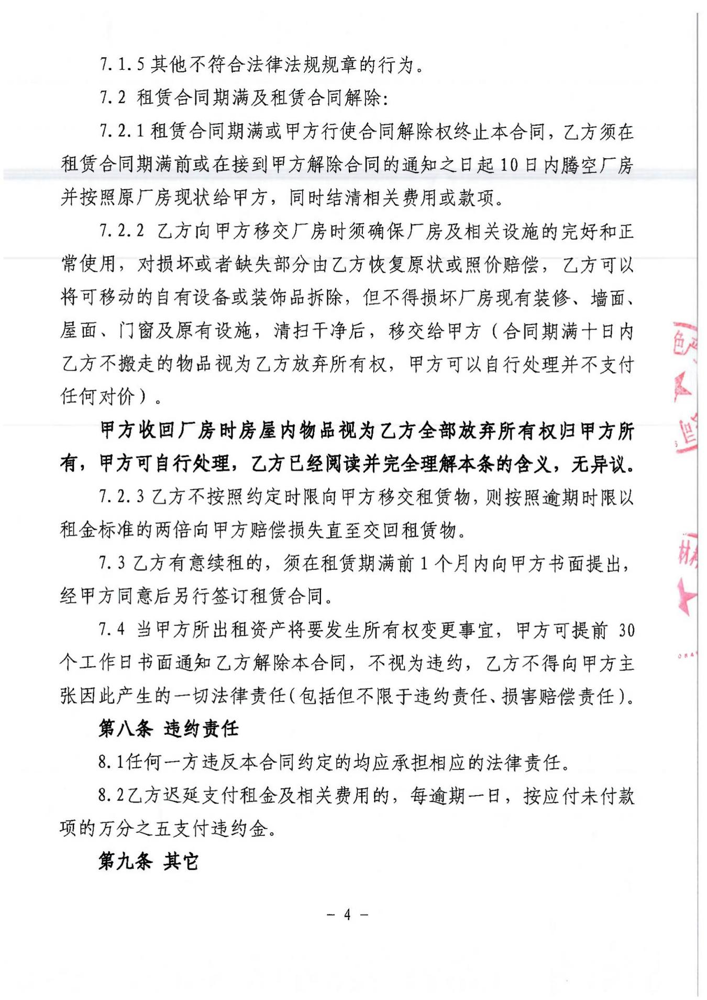 7.1.5其他不符合法律法规规章的行为。
7.2 租赁合同期满及租赁合同解除：
7.2.1租赁合同期满或甲方行使合同解除权终止本合同，乙方须在
租赁合同期满前或在接到甲方解除合同的通知之日起10日内腾空厂房
并按照原厂房现状给甲方，同时结清相关费用或款项。
7.2.2 乙方向甲方移交厂房时须确保厂房及相关设施的完好和正
常使用，对损坏或者缺失部分由乙方恢复原状或照价赔偿，乙方可以
将可移动的自有设备或装饰品拆除，但不得损坏厂房现有装修、墙面、
屋面、门窗及原有设施，清扫干净后，移交给甲方（合同期满十日内
乙方不搬走的物品视为乙方放弃所有权，甲方可以自行处理并不支付
任何对价）。
甲方收回厂房时房屋内物品视为乙方全部放弃所有权归甲方所
有，甲方可自行处理，乙方已经阅读并完全理解本条的含义，无异议。
7.2.3乙方不按照约定时限向甲方移交租赁物，则按照逾期时限以
租金标准的两倍向甲方赔偿损失直至交回租赁物。
7.3乙方有意续租的，须在租赁期满前1个月内向甲方书面提出，
经甲方同意后另行签订租赁合同。
7.4 当甲方所出租资产将要发生所有权变更事宜，甲方可提前 30
个工作日书面通知乙方解除本合同，不视为违约，乙方不得向甲方主
张因此产生的一切法律责任(包括但不限于违约责任、损害赔偿责任)。
第八条 违约责任
8.1任何一方违反本合同约定的均应承担相应的法律责任。
8.2乙方迟延支付租金及相关费用的，每逾期一日，按应付未付款
项的万分之五支付违约金。
第九条 其它
- 4 -
色
材